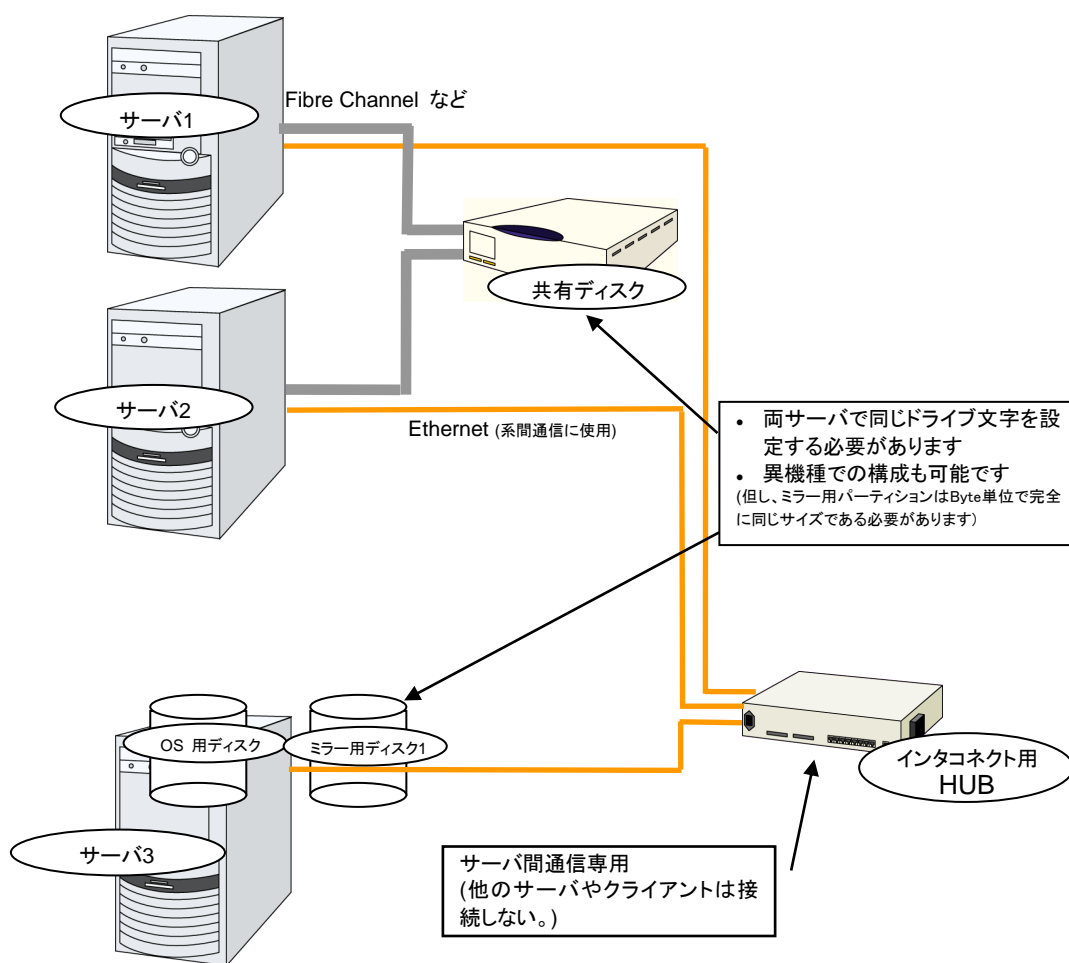 Fibre Channel など
サーバ1
共有ディスク
サーバ2
Ethernet (系間通信に使用)
• 両サーバで同じドライブ文字を設
定する必要があります
• 異機種での構成も可能です
(但し、ミラー用パーティションはByte単位で完全
に同じサイズである必要があります)
OS 用ディスク
ミラー用ディスク1
インタコネクト用
HUB
サーバ3
サーバ間通信専用
(他のサーバやクライアントは接
続しない。)